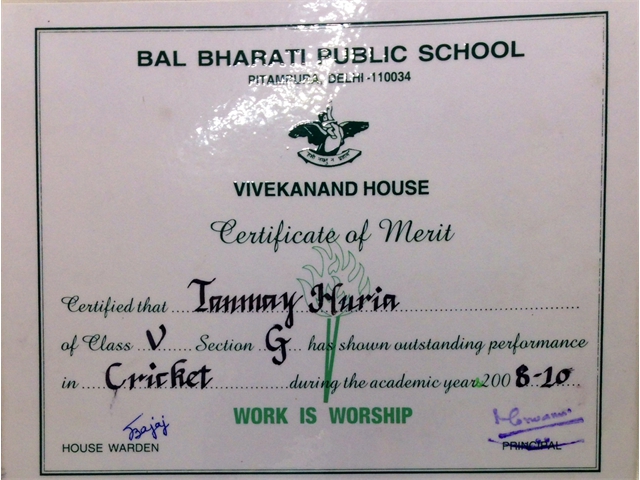 BAL BHARATI PUBLIC SCHOOL
PITAMPURA, DELHI -110034
VIVEKANAND HOUSE
Certificate of Merit
Certified that Tanmay Huria
of Class V Section G has shown outstanding performance
in Cricket during the academic year 2008-10
WORK IS WORSHIP
Bajaj
HOUSE WARDEN
PRINCIPAL